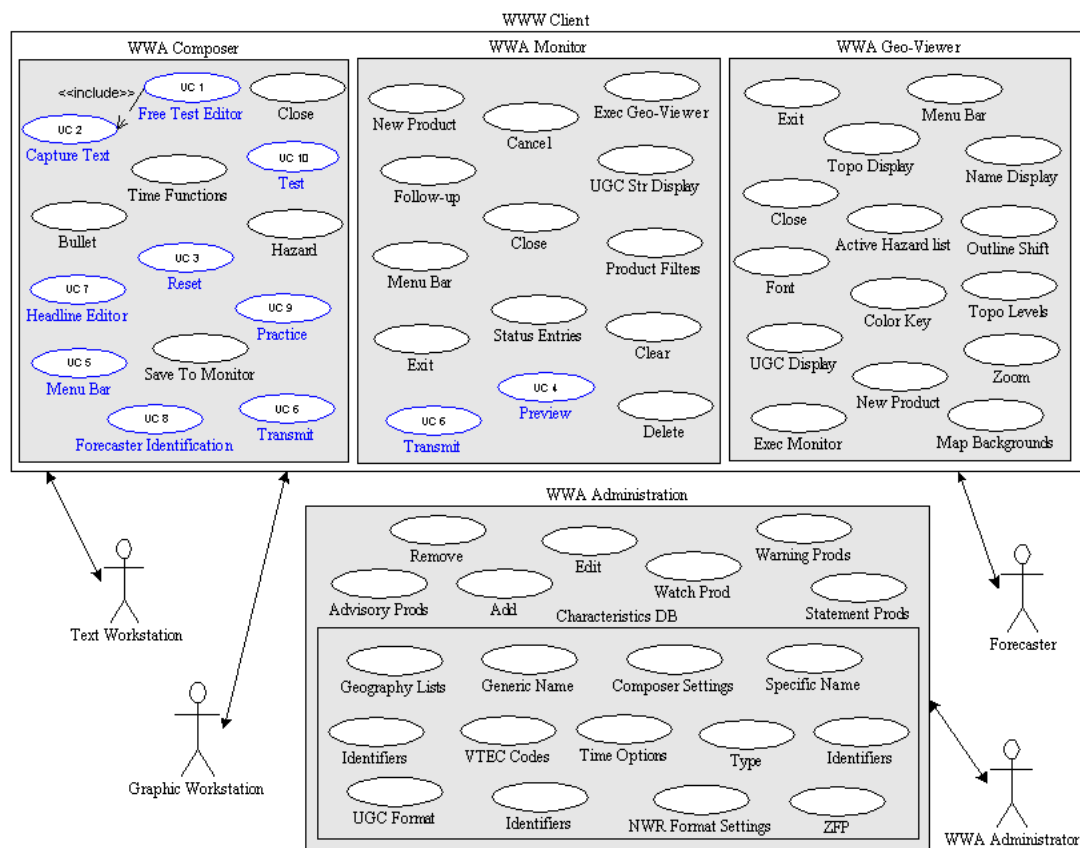 WWW Client
WWA Composer
<<include>>
UC 1
Free Test Editor
Close
UC 2
Capture Text
Time Functions
UC 10
Test
Bullet
UC 3
Reset
Hazard
UC 7
Headline Editor
UC 9
Practice
UC 5
Menu Bar
Save To Monitor
UC 8
Forecaster Identification
UC 6
Transmit
WWA Monitor
New Product
Cancel
Exec Geo-Viewer
Follow-up
UGC Str Display
Close
Menu Bar
Product Filters
Status Entries
Exit
Clear
UC 4
Preview
UC 6
Transmit
Delete
WWA Geo-Viewer
Exit
Menu Bar
Topo Display
Name Display
Close
Active Hazard list
Outline Shift
Font
Color Key
Topo Levels
UGC Display
Zoom
New Product
Exec Monitor
Map Backgrounds
Text Workstation
Graphic Workstation
Forecaster
WWA Administrator
WWA Administration
Remove
Edit
Warning Prods
Advisory Prods
Add
Watch Prod
Statement Prods
Characteristics DB
Geography Lists
Generic Name
Composer Settings
Specific Name
Identifiers
VTEC Codes
Time Options
Type
Identifiers
UGC Format
Identifiers
NWR Format Settings
ZFP